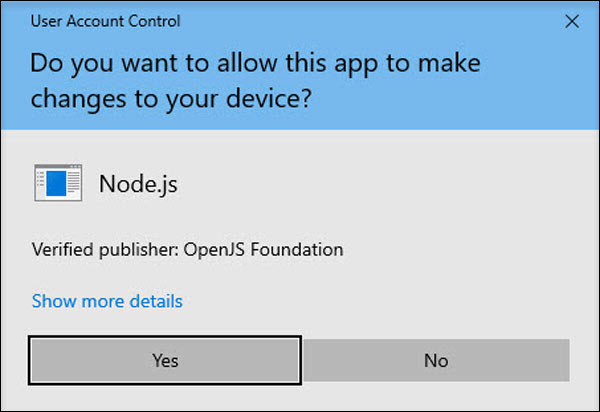 User Account Control
Do you want to allow this app to make
changes to your device?
Node.js
Verified publisher: OpenJS Foundation
Show more details
Yes
No